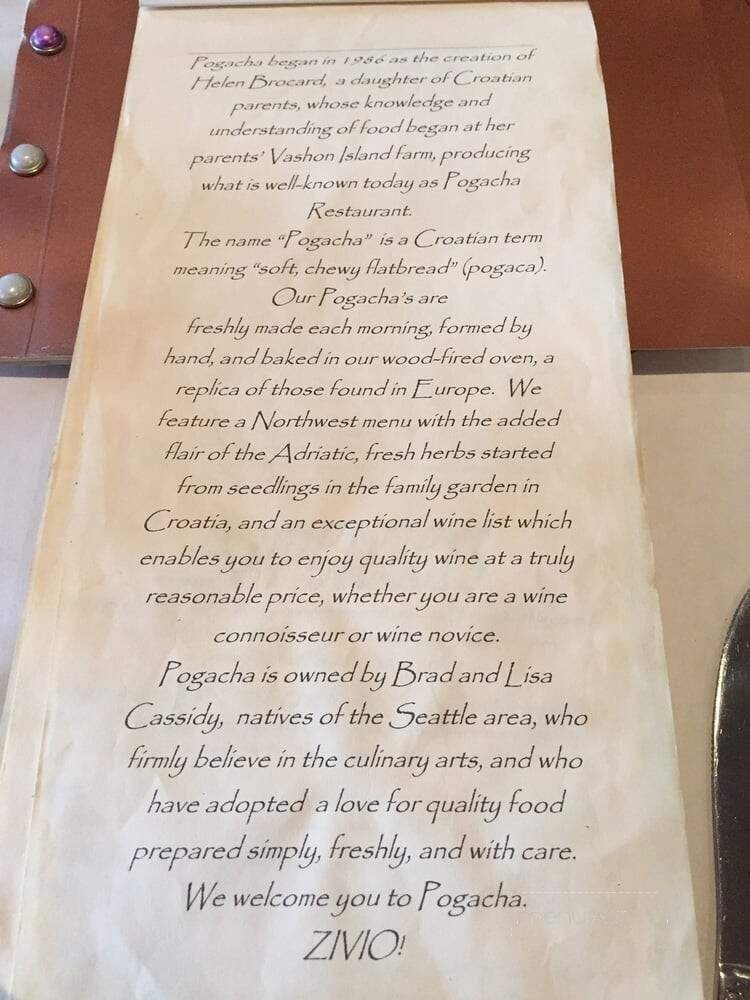 Pogacha began in 1986 as the creation of
Helen Brocard, a daughter of Croatian
parents, whose knowledge and
understanding of food began at her
parents' Vashon Island farm, producing
what is well-known today as Pogacha
Restaurant.
The name "Pogacha" is a Croatian term
meaning "soft, chewy flatbread" (pogaca).
Our Pogacha's are
freshly made each morning, formed by
hand, and baked in our wood-fired oven, a
replica of those found in Europe. We
feature a Northwest menu with the added
flair of the Adriatic, fresh herbs started
from seedlings in the family garden in
Croatia, and an exceptional wine list which
enables you to enjoy quality wine at a truly
reasonable price, whether you are a wine
connoisseur or wine novice.
Pogacha is owned by Brad and Lisa
Cassidy, natives of the Seattle area, who
firmly believe in the culinary arts, and who
have adopted a love for quality food
prepared simply, freshly, and with care.
We welcome you to Pogacha.
ZIVIO!